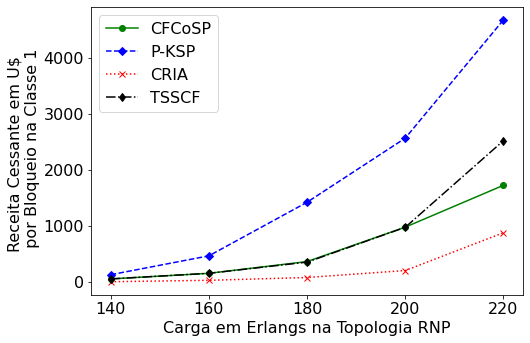 CFCoSP
P-KSP
CRIA
TSSCF
Receita Cessante em U$
por Bloqueio na Classe 1
4000
3000
2000
1000
0
140 160 180 200 220
Carga em Erlangs na Topologia RNP